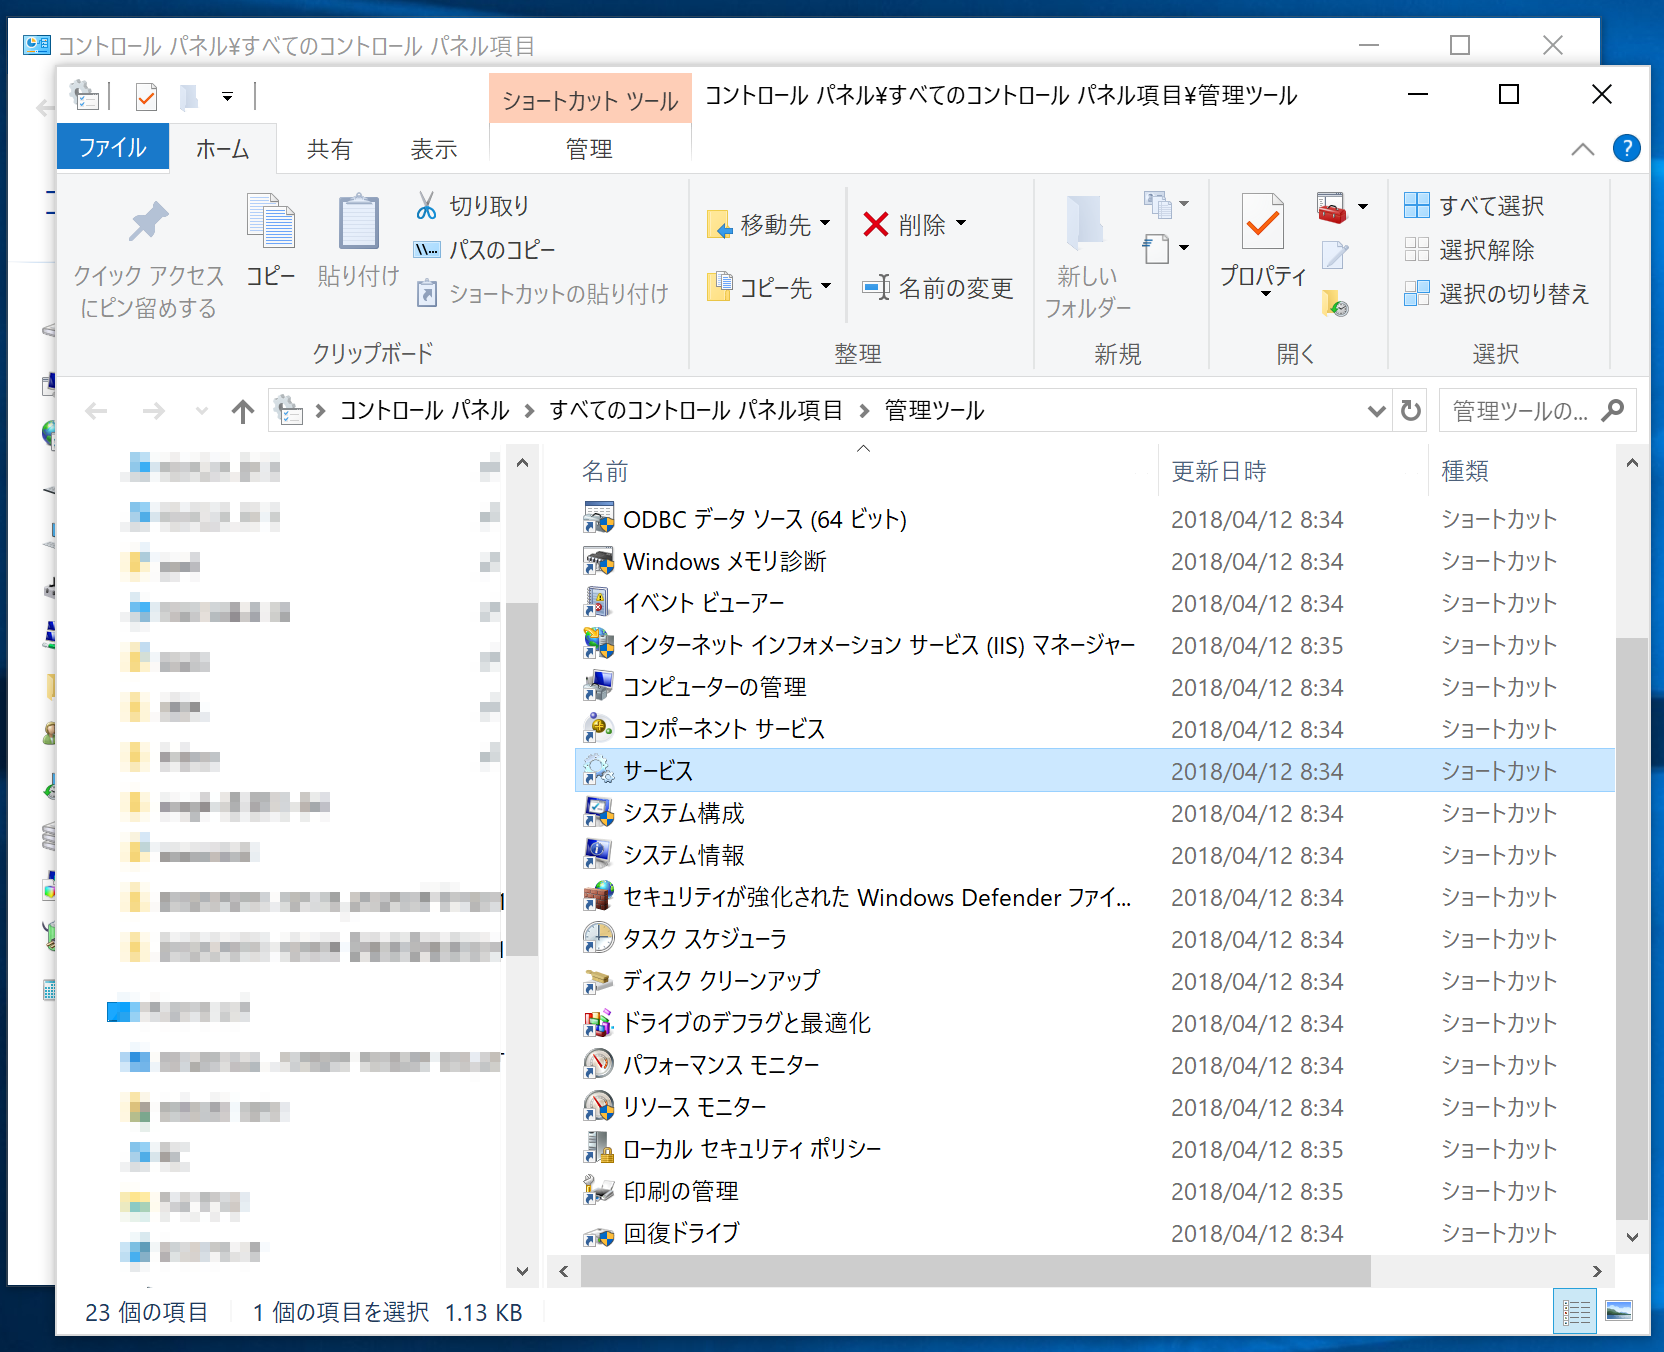 コントロール パネル¥すべてのコントロール パネル項目
ショートカット ツール
コントロール パネル¥すべてのコントロール パネル項目¥管理ツール
ファイル
ホーム
共有
表示
管理
クイック アクセス
にピン留めする
コピー
貼り付け
切り取り
パスのコピー
ショートカットの貼り付け
クリップボード
移動先
コピー先
削除
名前の変更
整理
新しい
フォルダー
新規
プロパティ
開く
すべて選択
選択解除
選択の切り替え
選択
コントロール パネル
すべてのコントロール パネル項目
管理ツール
管理ツールの...
名前 更新日時 種類
ODBC データ ソース (64 ビット) 2018/04/12 8:34 ショートカット
Windows メモリ診断 2018/04/12 8:34 ショートカット
イベント ビューアー 2018/04/12 8:34 ショートカット
インターネット インフォメーション サービス (IIS) マネージャー 2018/04/12 8:35 ショートカット
コンピューターの管理 2018/04/12 8:34 ショートカット
コンポーネント サービス 2018/04/12 8:34 ショートカット
サービス 2018/04/12 8:34 ショートカット
システム構成 2018/04/12 8:34 ショートカット
システム情報 2018/04/12 8:34 ショートカット
セキュリティが強化された Windows Defender ファイ... 2018/04/12 8:34 ショートカット
タスク スケジューラ 2018/04/12 8:34 ショートカット
ディスク クリーンアップ 2018/04/12 8:34 ショートカット
ドライブのデフラグと最適化 2018/04/12 8:34 ショートカット
パフォーマンス モニター 2018/04/12 8:34 ショートカット
リソース モニター 2018/04/12 8:34 ショートカット
ローカル セキュリティ ポリシー 2018/04/12 8:35 ショートカット
印刷の管理 2018/04/12 8:35 ショートカット
回復ドライブ 2018/04/12 8:34 ショートカット
23 個の項目 1 個の項目を選択 1.13 KB